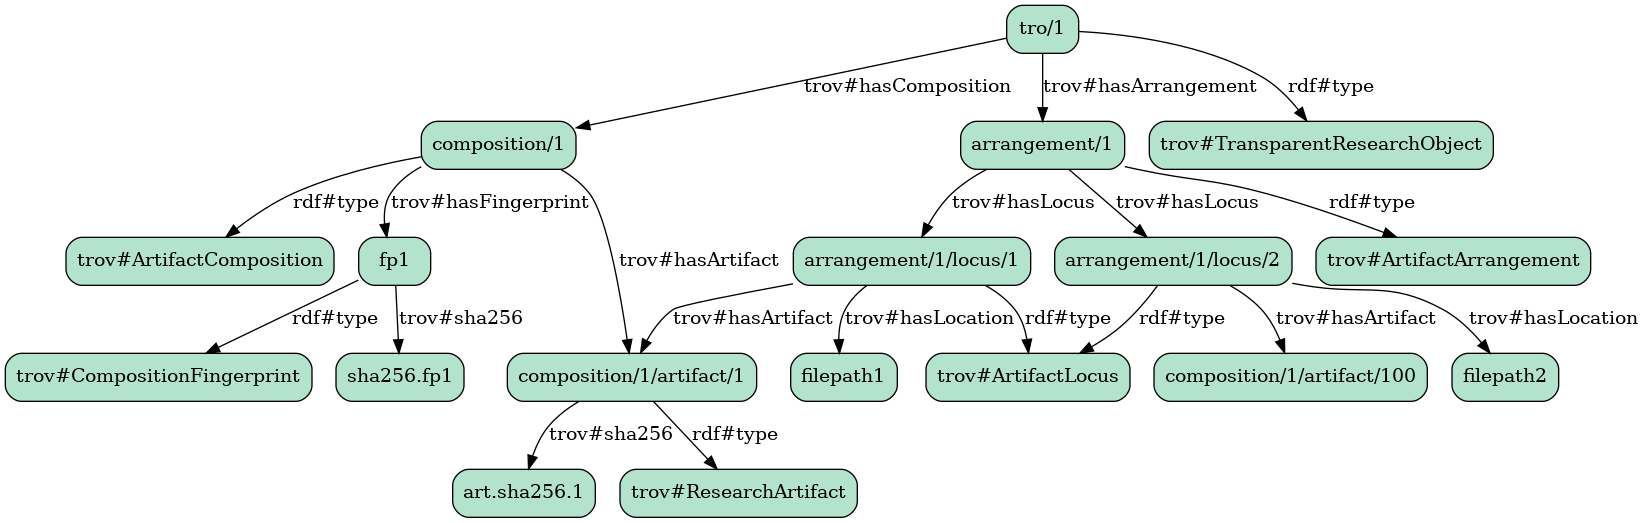 tro/1
trov#hasComposition
trov#hasArrangement
rdf#type
composition/1
arrangement/1
trov#TransparentResearchObject
rdf#type
trov#hasFingerprint
trov#hasLocus
trov#hasLocus
rdf#type
trov#ArtifactComposition
fp1
trov#hasArtifact
arrangement/1/locus/1
arrangement/1/locus/2
trov#ArtifactArrangement
rdf#type
trov#sha256
trov#hasArtifact
trov#hasLocation
rdf#type
rdf#type
trov#hasArtifact
trov#hasLocation
trov#CompositionFingerprint
sha256.fp1
composition/1/artifact/1
filepath1
trov#ArtifactLocus
composition/1/artifact/100
filepath2
trov#sha256
rdf#type
art.sha256.1
trov#ResearchArtifact